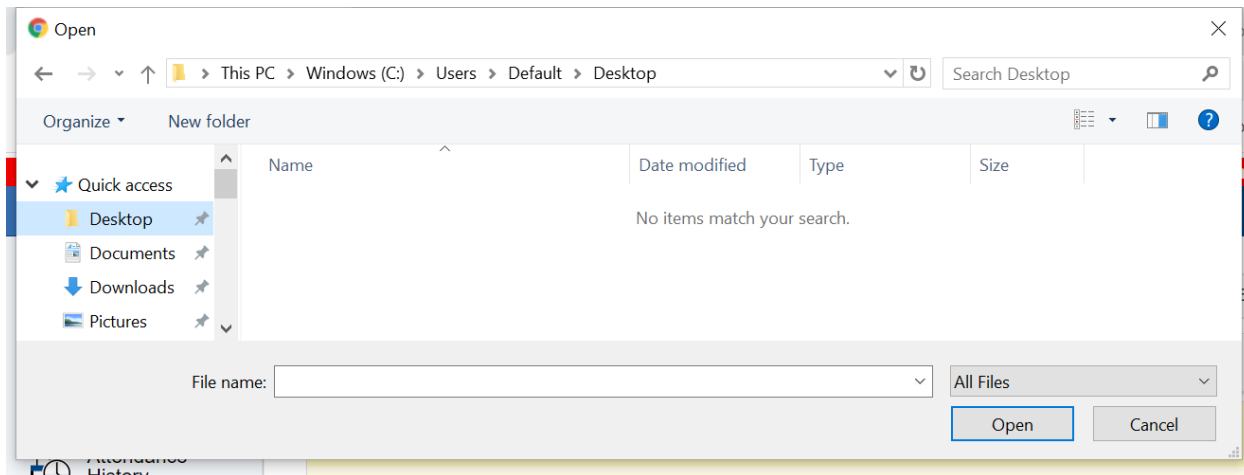 Open
This PC > Windows (C:) > Users > Default > Desktop
Search Desktop
Organize
New folder
Name
Date modified
Type
Size
Quick access
Desktop
Documents
Downloads
Pictures
No items match your search.
File name:
All Files
Open
Cancel
Attendance
History